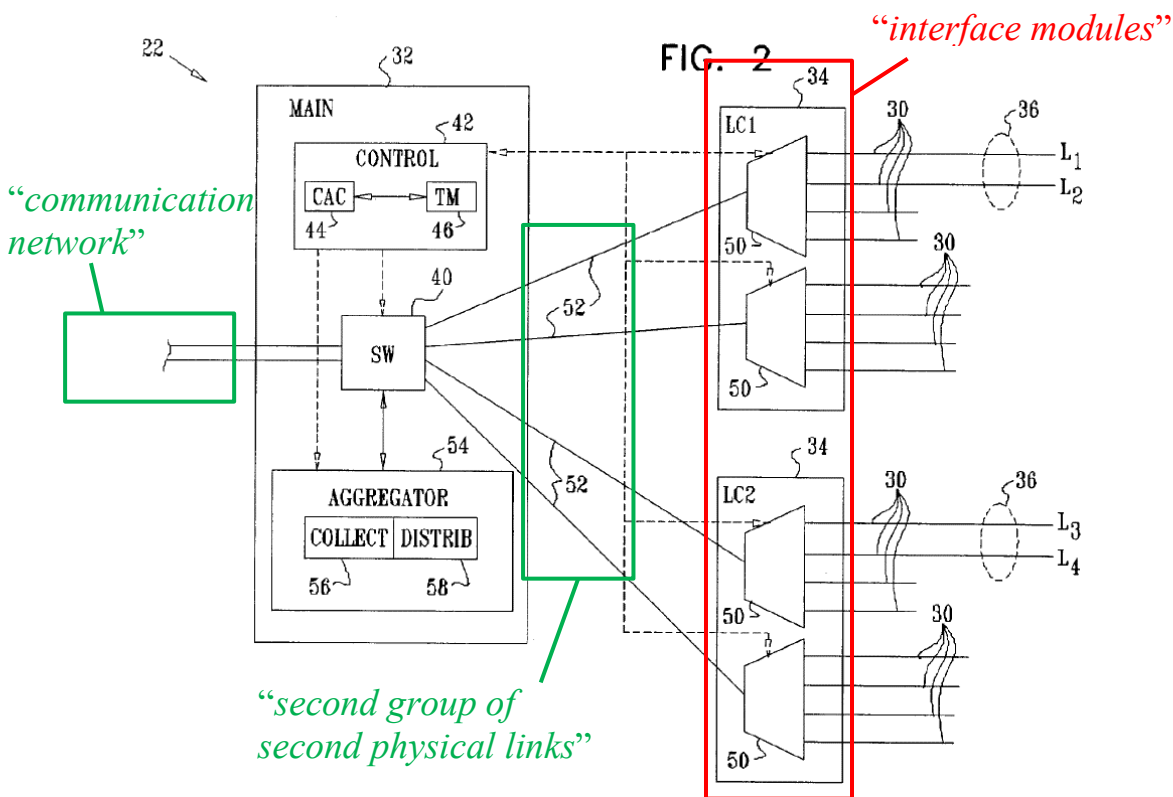 “interface modules”
FIG. 2
22
32
34
MAIN
42
LC1
30
36
CONTROL
L1
“communication
network”
CAC
TM
L2
44
46
50
30
40
52
SW
52
50
54
34
AGGREGATOR
52
LC2
30
36
COLLECT
DISTRIB
L3
56
58
L4
50
30
“second group of
second physical links”
50